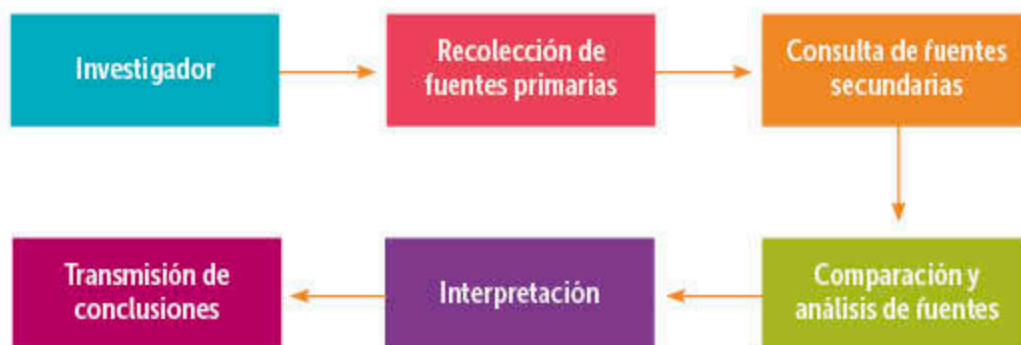 Investigador
Recolección de
fuentes primarias
Consulta de fuentes
secundarias
Comparación y
análisis de fuentes
Interpretación
Transmisión de
conclusiones